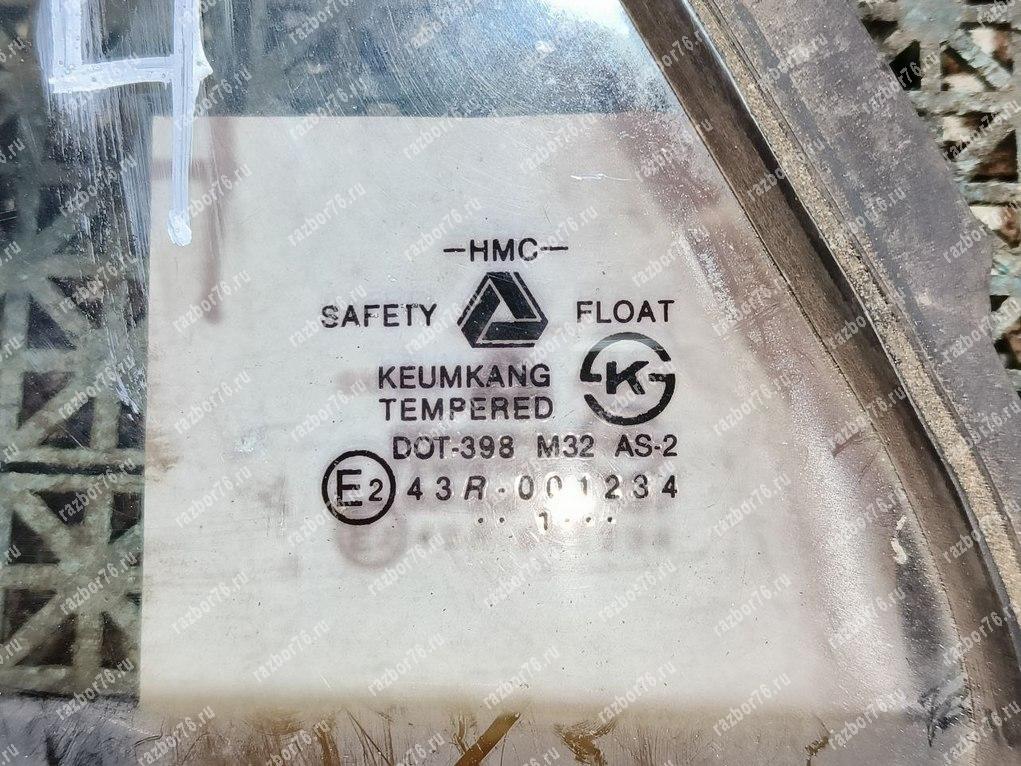 -HMC-
SAFETY FLOAT
K
KEUMKANG
TEMPERED
DOT-398 M32 AS-2
E2 43R-001234
.. 1 ...
razbor76.ru